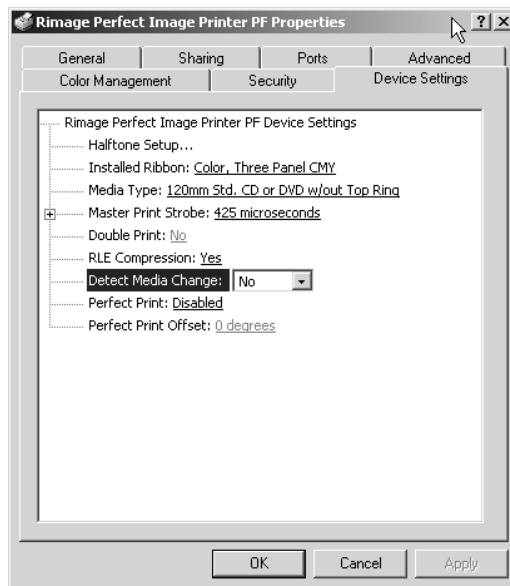 Rimage Perfect Image Printer PF Properties
General Sharing Ports Advanced
Color Management Security Device Settings
Rimage Perfect Image Printer PF Device Settings
Halftone Setup...
Installed Ribbon: Color, Three Panel CMY
Media Type: 120mm Std. CD or DVD w/out Top Ring
Master Print Strobe: 425 microseconds
Double Print: No
RLE Compression: Yes
Detect Media Change: No
Perfect Print: Disabled
Perfect Print Offset: 0 degrees
OK Cancel Apply